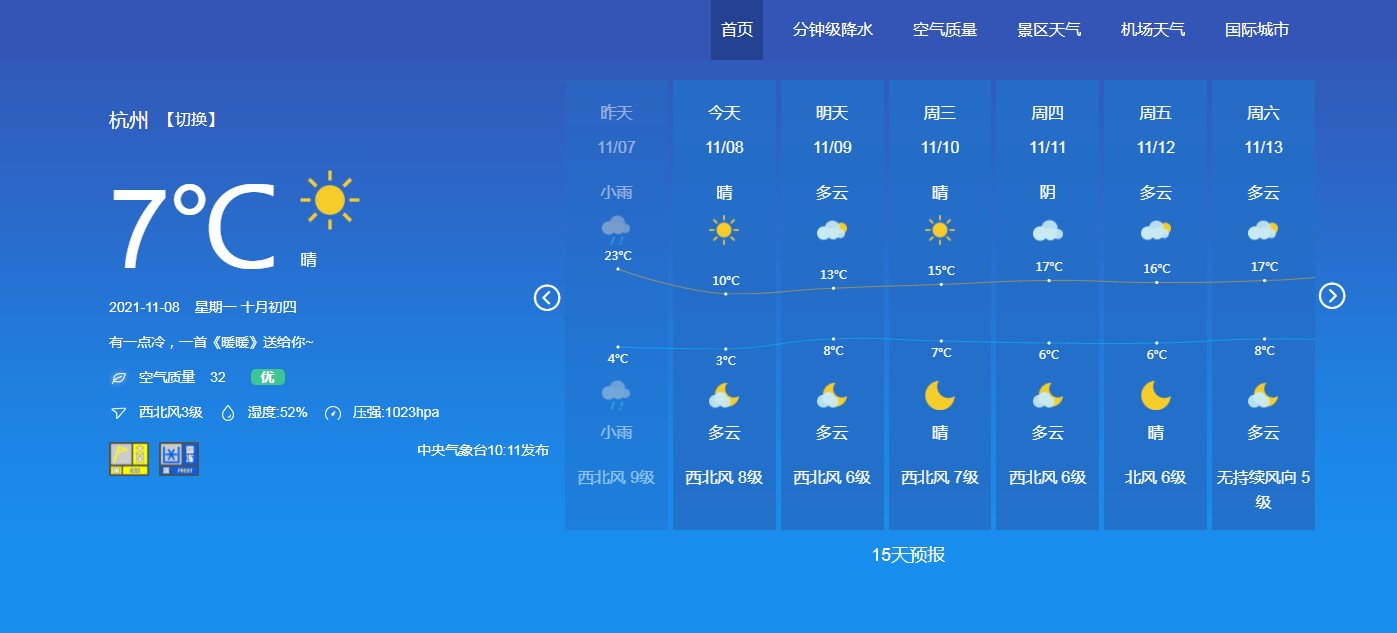 首页 分钟级降水 空气质量 景区天气 机场天气 国际城市
杭州 【切换】
7℃
晴
2021-11-08 星期一 十月初四
有一点冷，一首《暖暖》送给你~
空气质量 32 优
西北风3级 湿度:52% 压强:1023hpa
中央气象台10:11发布
昨天 今天 明天 周三 周四 周五 周六
11/07 11/08 11/09 11/10 11/11 11/12 11/13
小雨 晴 多云 晴 阴 多云 多云
23°C 10°C 13°C 15°C 17°C 16°C 17°C
4°C 3°C 8°C 7°C 6°C 6°C 8°C
小雨 多云 多云 晴 多云 晴 多云
西北风 9级 西北风 8级 西北风 6级 西北风 7级 西北风 6级 北风 6级 无持续风向 5
级
15天预报